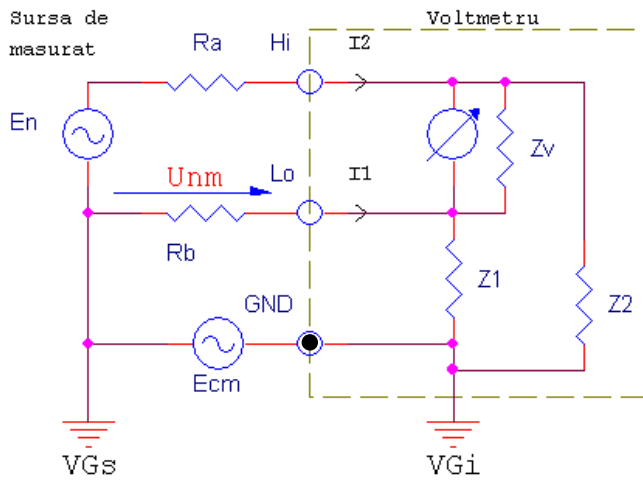 Sursa de
masurat
Voltmetru
Ra
Hi
I2
En
Zv
Unm
Lo
I1
Rb
Z1
Z2
GND
Ecm
VGs
VGi